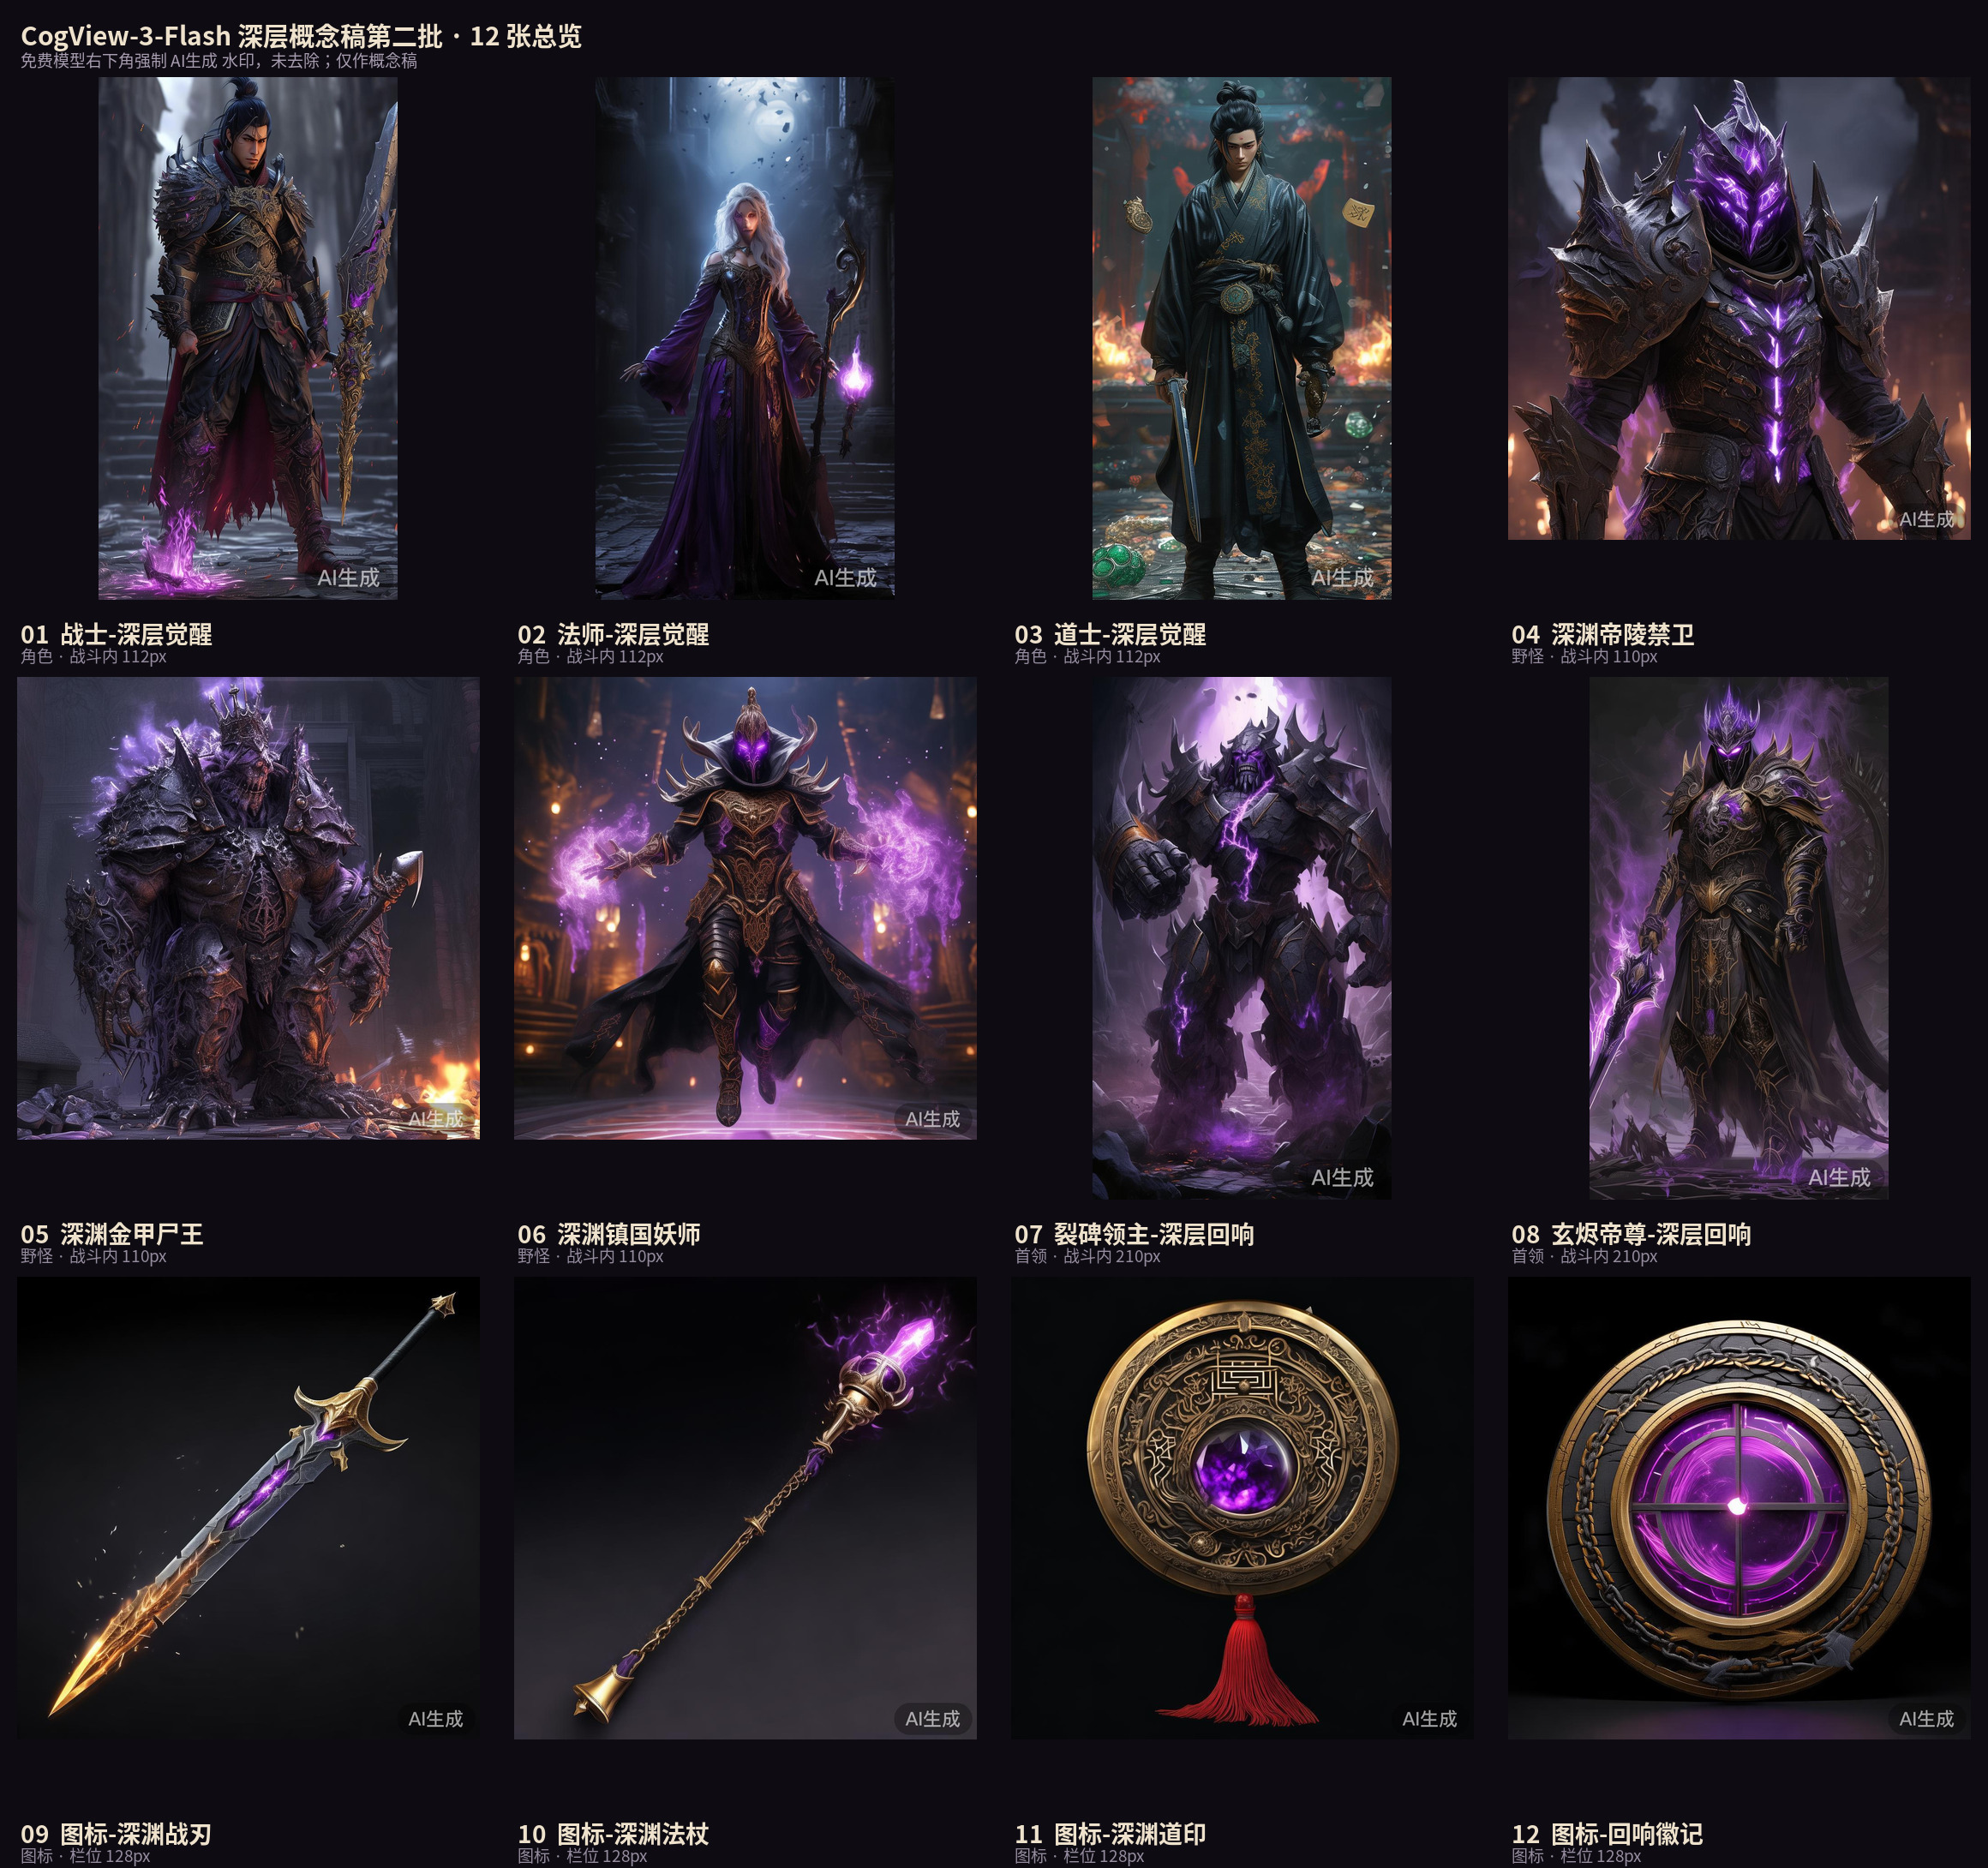 CogView-3-Flash 深层概念稿第二批 · 12 张总览
免费模型右下角强制 AI生成 水印，未去除；仅作概念稿
AI生成
AI生成
AI生成
AI生成
01 战士-深层觉醒
角色 · 战斗内 112px
02 法师-深层觉醒
角色 · 战斗内 112px
03 道士-深层觉醒
角色 · 战斗内 112px
04 深渊帝陵禁卫
野怪 · 战斗内 110px
AI生成
AI生成
AI生成
AI生成
05 深渊金甲尸王
野怪 · 战斗内 110px
06 深渊镇国妖师
野怪 · 战斗内 110px
07 裂碑领主-深层回响
首领 · 战斗内 210px
08 玄烬帝尊-深层回响
首领 · 战斗内 210px
AI生成
AI生成
AI生成
AI生成
09 图标-深渊战刃
图标 · 栏位 128px
10 图标-深渊法杖
图标 · 栏位 128px
11 图标-深渊道印
图标 · 栏位 128px
12 图标-回响徽记
图标 · 栏位 128px